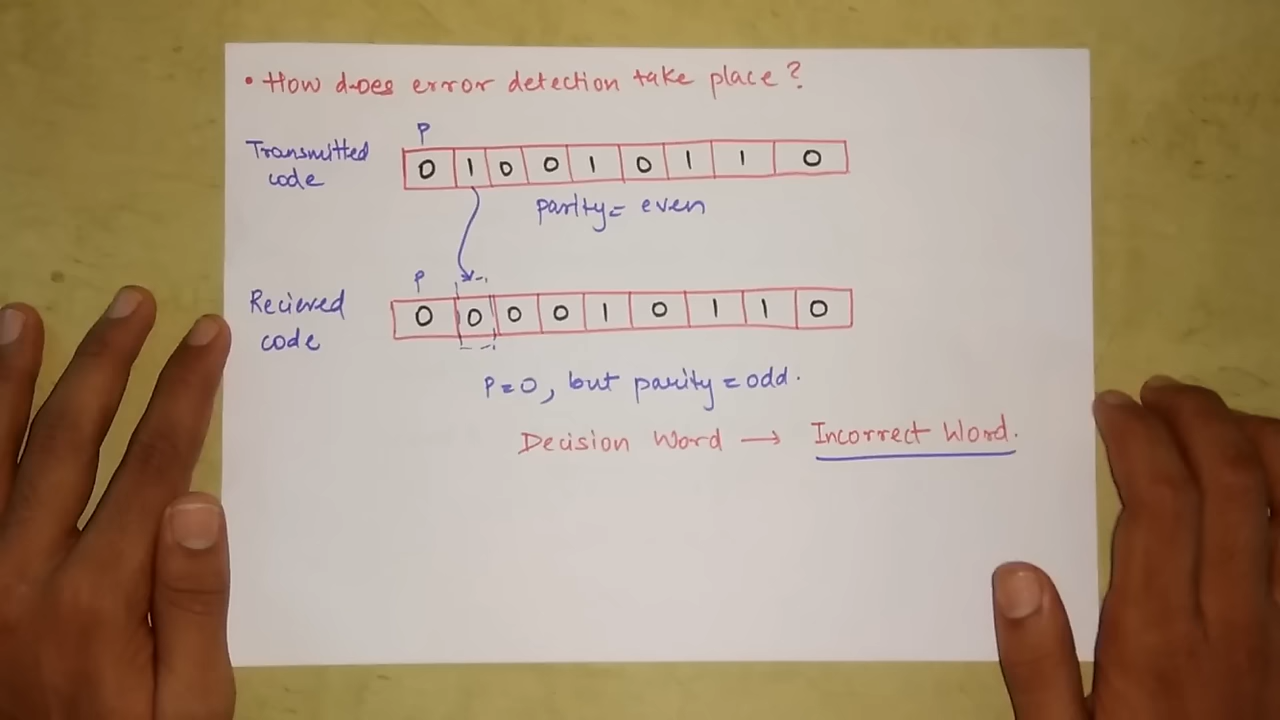 • How does error detection take place?
P
Transmitted code
0 1 0 0 1 0 1 1 0
parity = even
P
Recieved code
0 0 0 0 1 0 1 1 0
P=0, but parity = odd.
Decision Word → Incorrect Word.